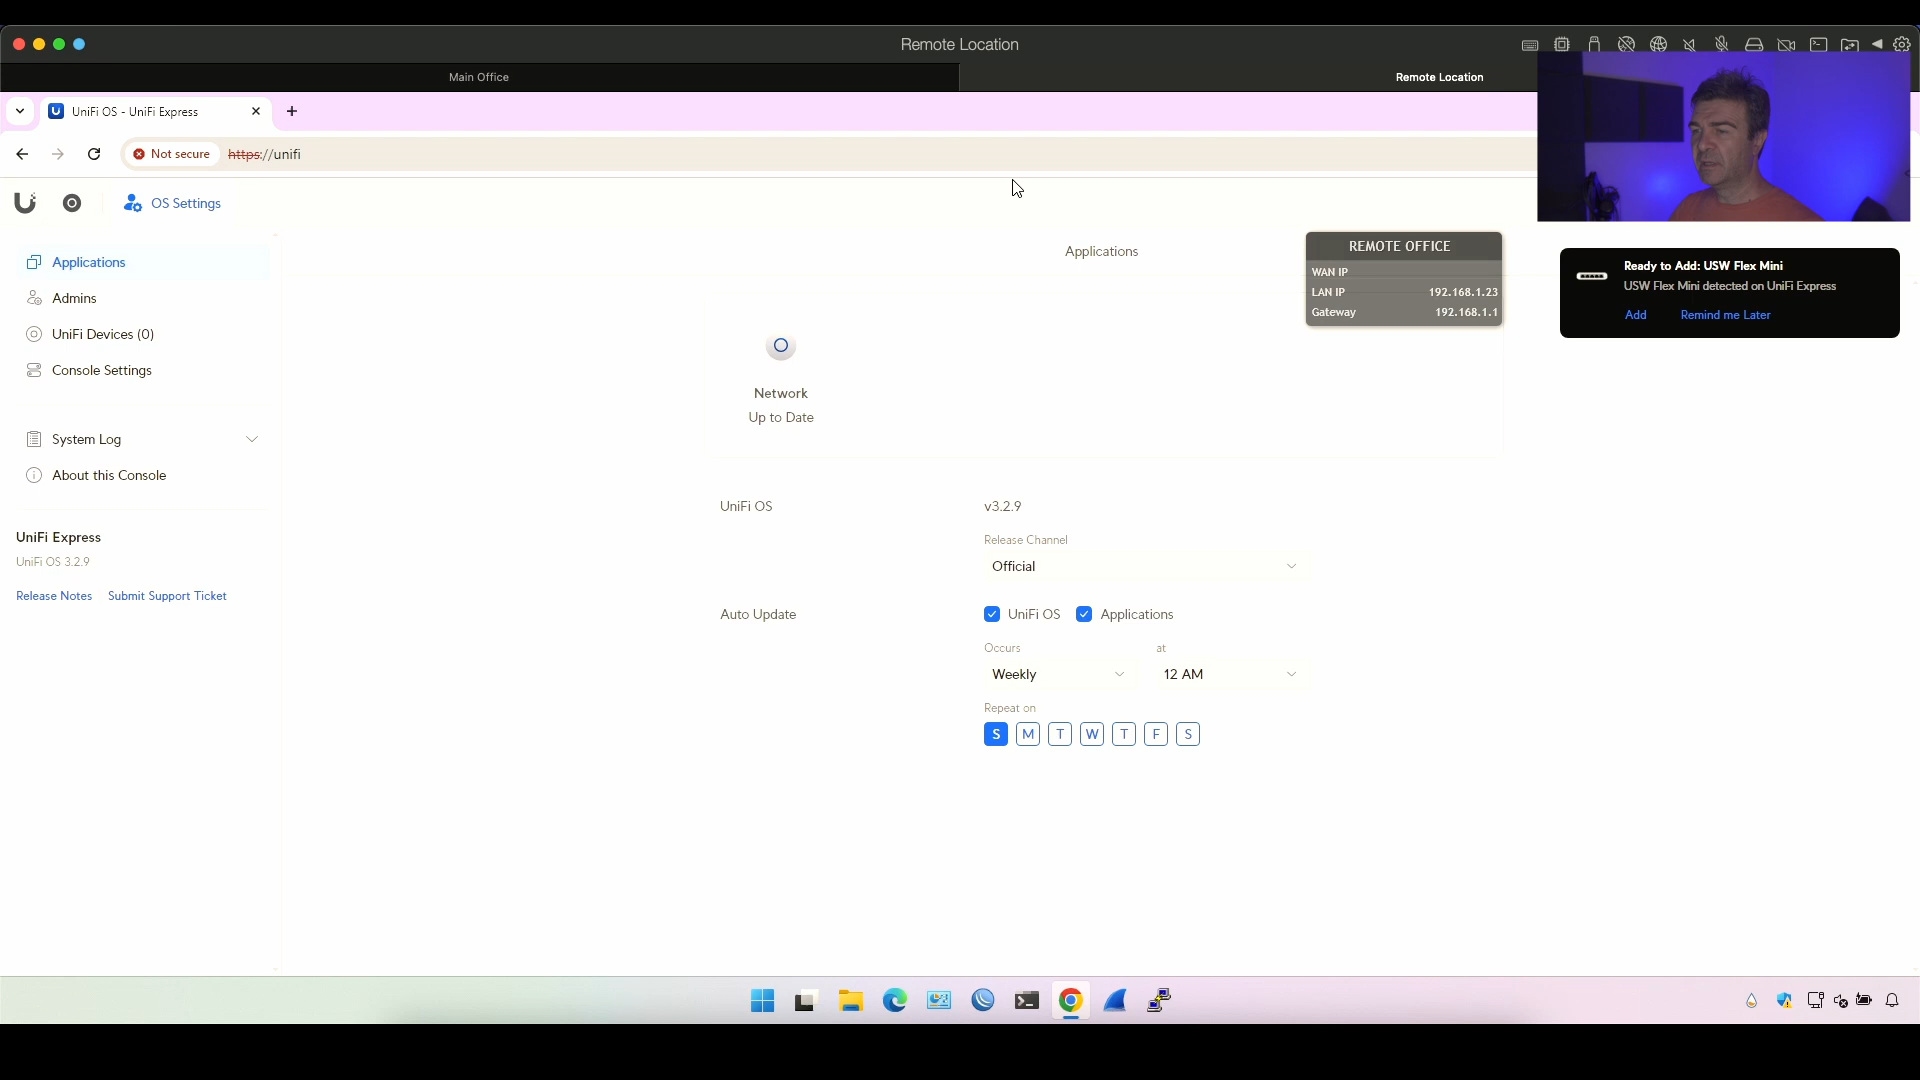 Remote Location
Main Office
Remote Location
UniFi OS - UniFi Express
Not secure
https://unifi
OS Settings
Applications
Admins
UniFi Devices (0)
Console Settings
System Log
About this Console
UniFi Express
UniFi OS 3.2.9
Release Notes
Submit Support Ticket
Applications
REMOTE OFFICE
WAN IP
LAN IP 192.168.1.23
Gateway 192.168.1.1
Ready to Add: USW Flex Mini
USW Flex Mini detected on UniFi Express
Add
Remind me Later
Network
Up to Date
UniFi OS
v3.2.9
Release Channel
Official
Auto Update
UniFi OS
Applications
Occurs
at
Weekly
12 AM
Repeat on
S M T W T F S